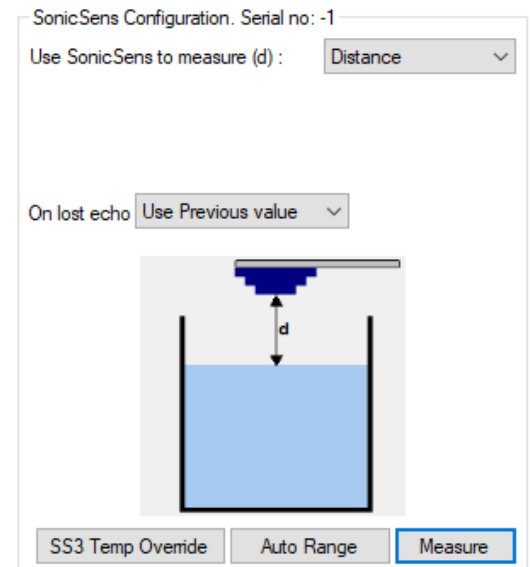 SonicSens Configuration. Serial no: -1
Use SonicSens to measure (d) : Distance
On lost echo Use Previous value
d
SS3 Temp Override Auto Range Measure